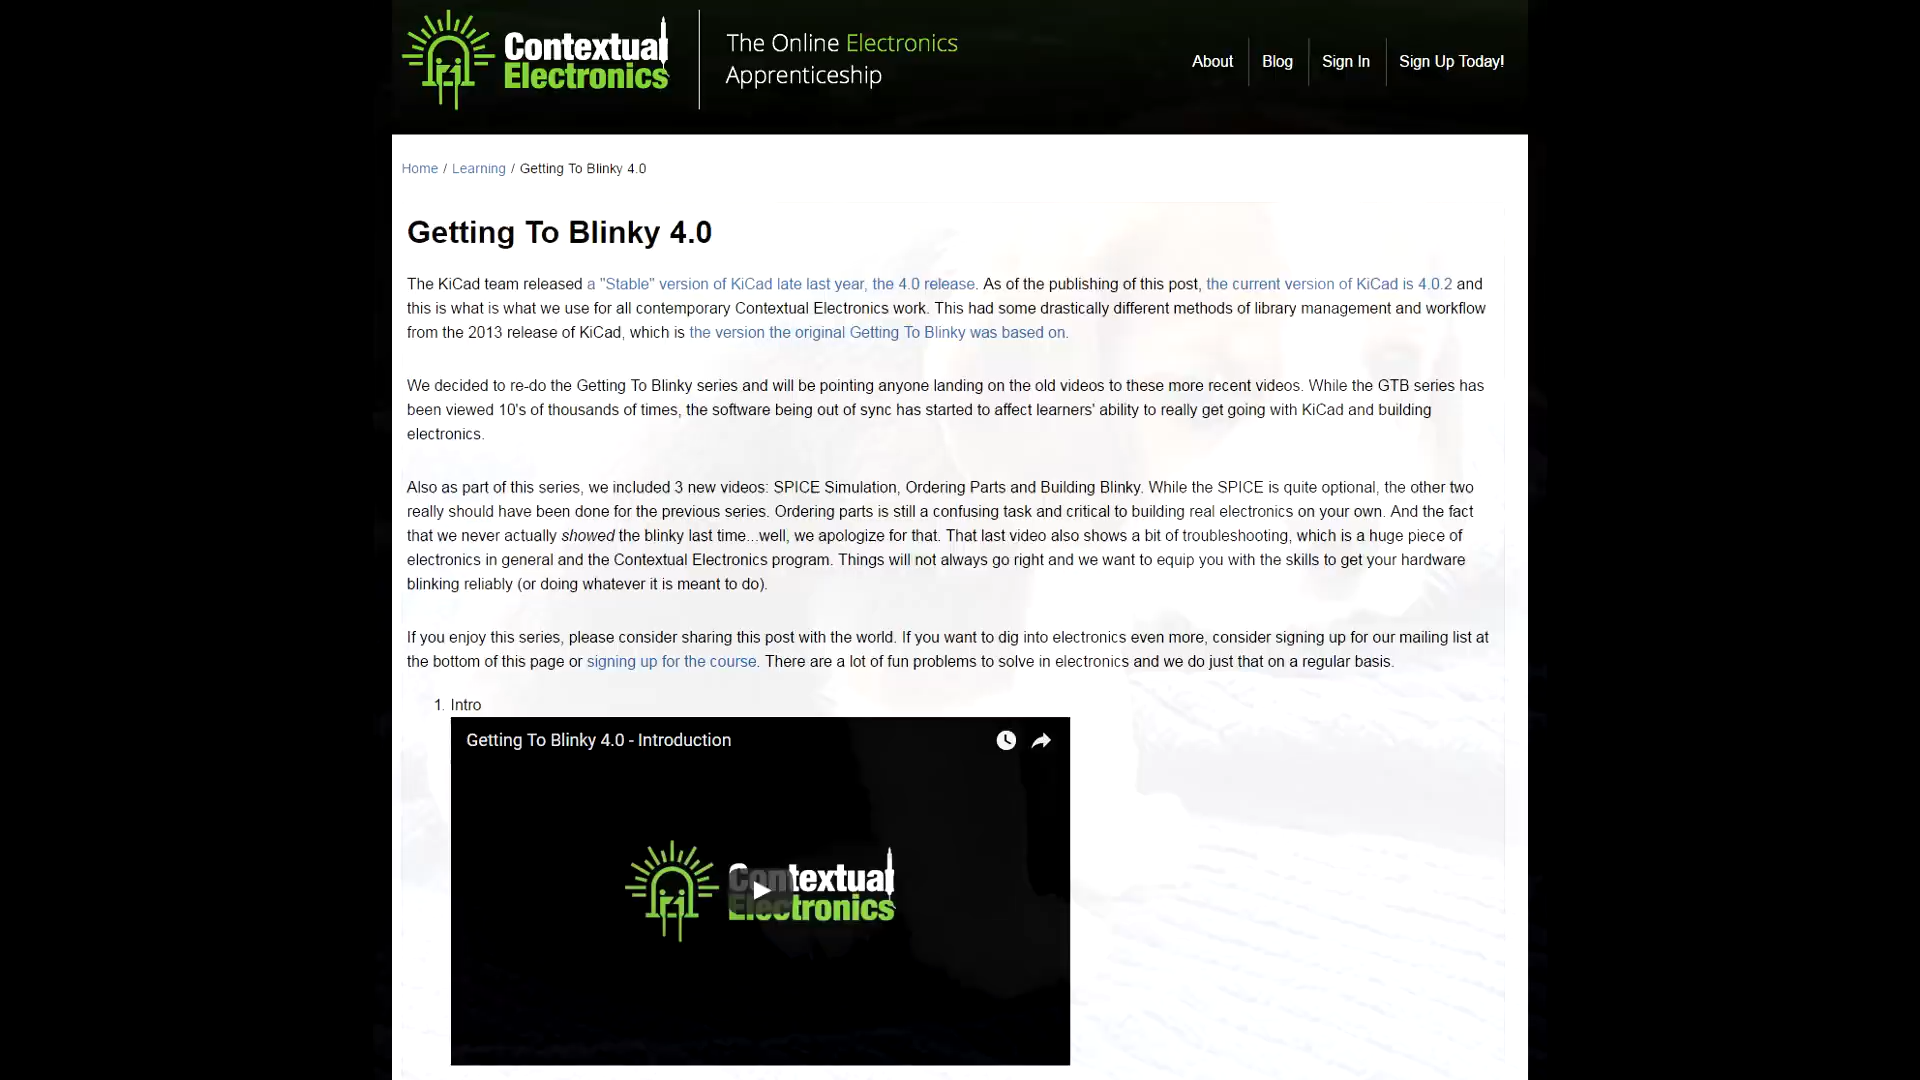 Contextual
Electronics
The Online Electronics
Apprenticeship
About
Blog
Sign In
Sign Up Today!
Home / Learning / Getting To Blinky 4.0
Getting To Blinky 4.0
The KiCad team released a "Stable" version of KiCad late last year, the 4.0 release. As of the publishing of this post, the current version of KiCad is 4.0.2 and
this is what is what we use for all contemporary Contextual Electronics work. This had some drastically different methods of library management and workflow
from the 2013 release of KiCad, which is the version the original Getting To Blinky was based on.
We decided to re-do the Getting To Blinky series and will be pointing anyone landing on the old videos to these more recent videos. While the GTB series has
been viewed 10's of thousands of times, the software being out of sync has started to affect learners' ability to really get going with KiCad and building
electronics.
Also as part of this series, we included 3 new videos: SPICE Simulation, Ordering Parts and Building Blinky. While the SPICE is quite optional, the other two
really should have been done for the previous series. Ordering parts is still a confusing task and critical to building real electronics on your own. And the fact
that we never actually showed the blinky last time...well, we apologize for that. That last video also shows a bit of troubleshooting, which is a huge piece of
electronics in general and the Contextual Electronics program. Things will not always go right and we want to equip you with the skills to get your hardware
blinking reliably (or doing whatever it is meant to do).
If you enjoy this series, please consider sharing this post with the world. If you want to dig into electronics even more, consider signing up for our mailing list at
the bottom of this page or signing up for the course. There are a lot of fun problems to solve in electronics and we do just that on a regular basis.
1. Intro
Getting To Blinky 4.0 - Introduction
Contextual
Electronics